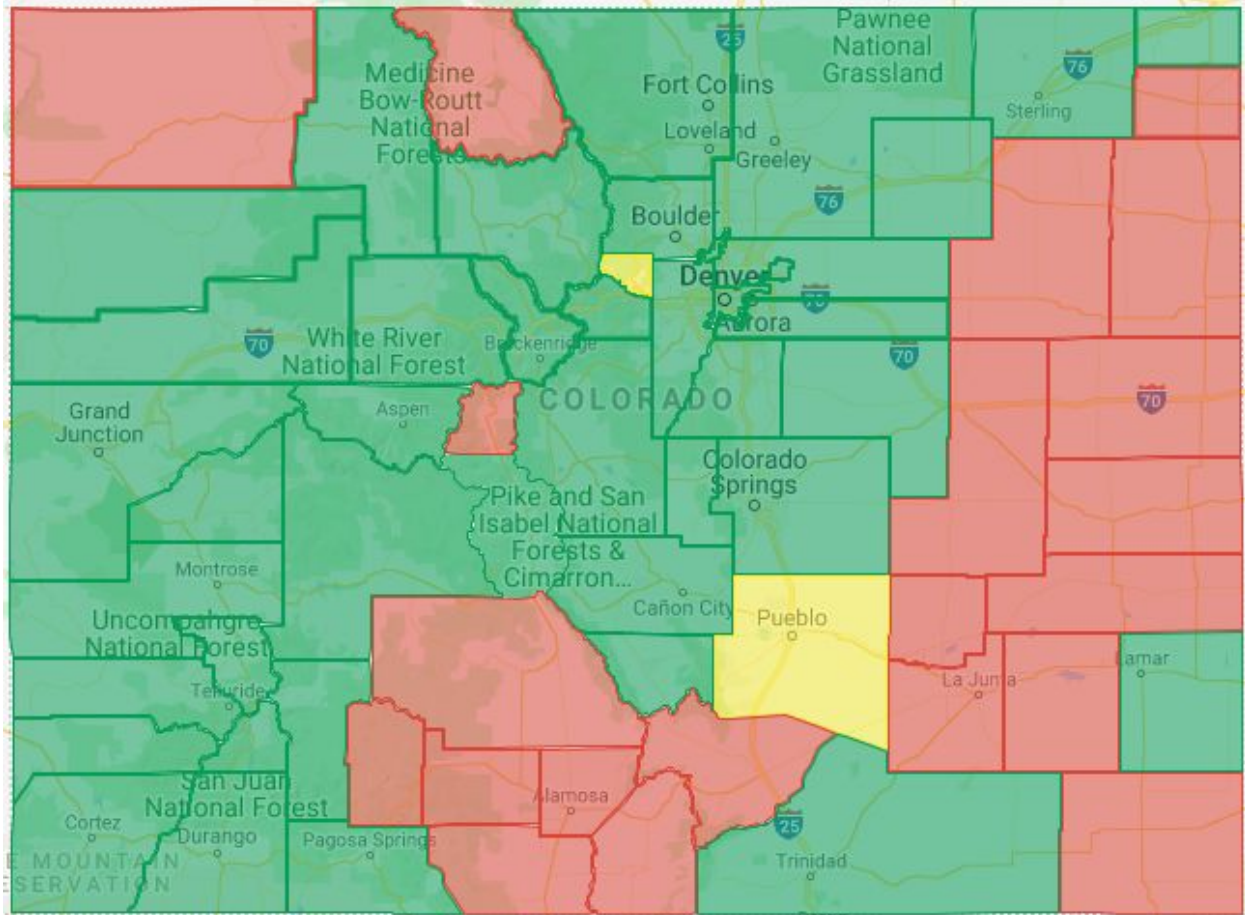 Pawnee
National
Grassland
25
76
Medicine
Bow-Routt
National
Forests
Fort Collins
Sterling
Loveland
Greeley
76
Boulder
Denver
70
Aurora
70
White River
National Forest
Breckenridge
70
Grand
Junction
Aspen
COLORADO
70
Colorado
Springs
Pike and San
Isabel National
Forests &
Cimarron...
Montrose
Cañon City
Pueblo
Uncompahgre
National Forest
Lamar
La Junta
Telluride
San Juan
National Forest
Alamosa
Cortez
Durango
Pagosa Springs
25
E MOUNTAIN
ESERVATION
Trinidad